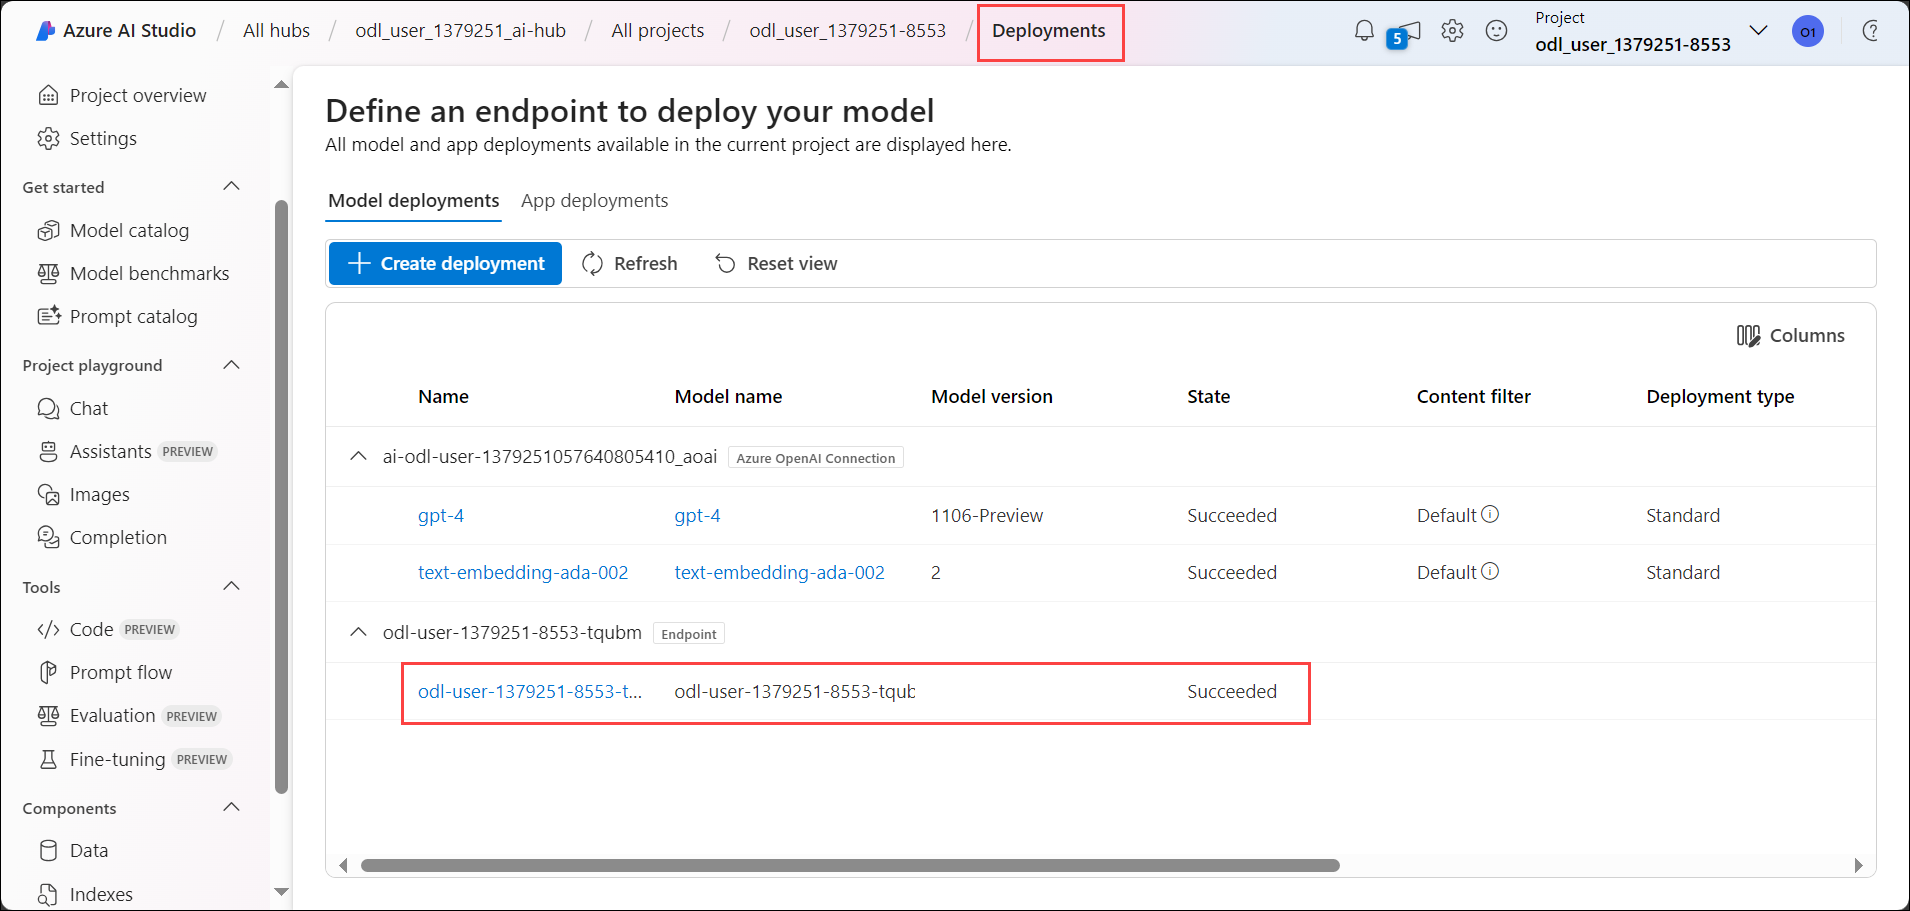 Azure AI Studio / All hubs / odl_user_1379251_ai-hub / All projects / odl_user_1379251-8553 / Deployments
5
Project
odl_user_1379251-8553
O1
Project overview
Settings
Get started
Model catalog
Model benchmarks
Prompt catalog
Project playground
Chat
Assistants PREVIEW
Images
Completion
Tools
Code PREVIEW
Prompt flow
Evaluation PREVIEW
Fine-tuning PREVIEW
Components
Data
Indexes
Define an endpoint to deploy your model
All model and app deployments available in the current project are displayed here.
Model deployments App deployments
Create deployment Refresh Reset view
Columns
Name Model name Model version State Content filter Deployment type
ai-odl-user-1379251057640805410_aoai Azure OpenAI Connection
gpt-4 gpt-4 1106-Preview Succeeded Default Standard
text-embedding-ada-002 text-embedding-ada-002 2 Succeeded Default Standard
odl-user-1379251-8553-tqubm Endpoint
odl-user-1379251-8553-t... odl-user-1379251-8553-tqub Succeeded